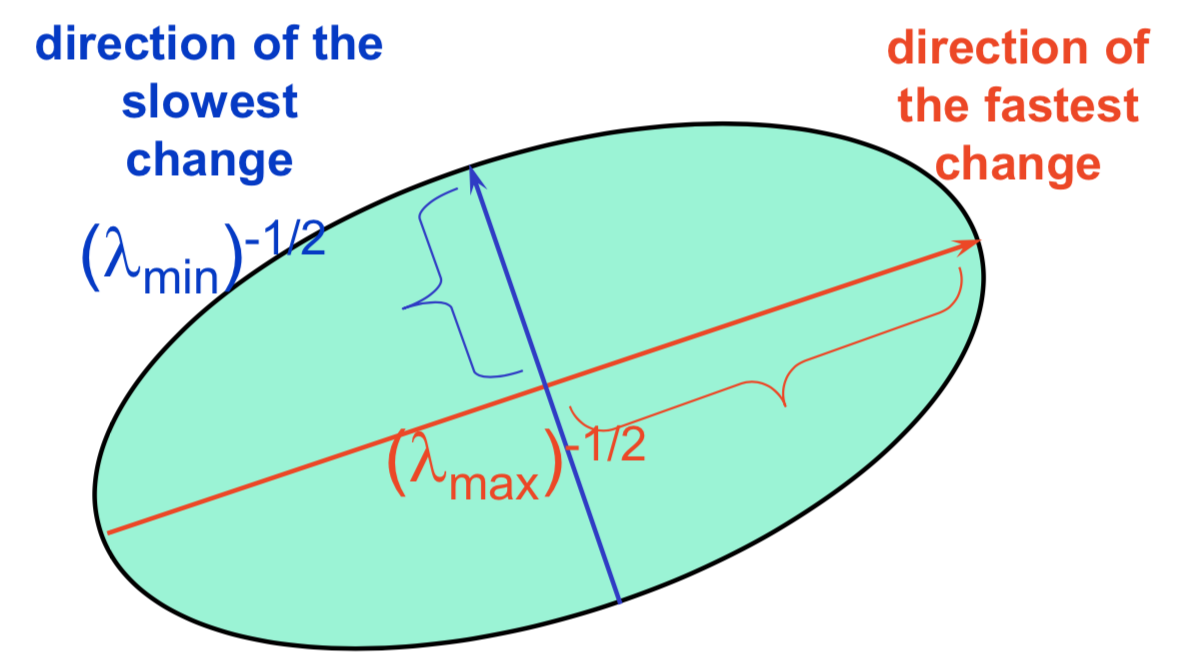 direction of the
slowest
change
direction of
the fastest
change
(λmin)-1/2
(λmax)-1/2